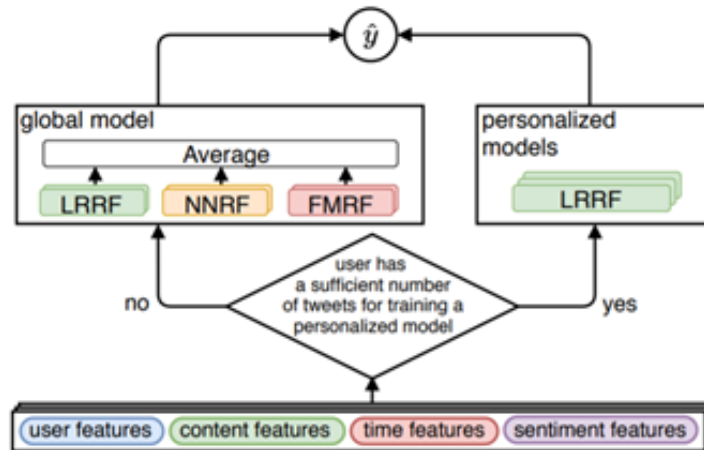 ŷ
global model
Average
LRRF
NNRF
FMRF
personalized
models
LRRF
user has
a sufficient number
of tweets for training a
personalized model
no
yes
user features
content features
time features
sentiment features